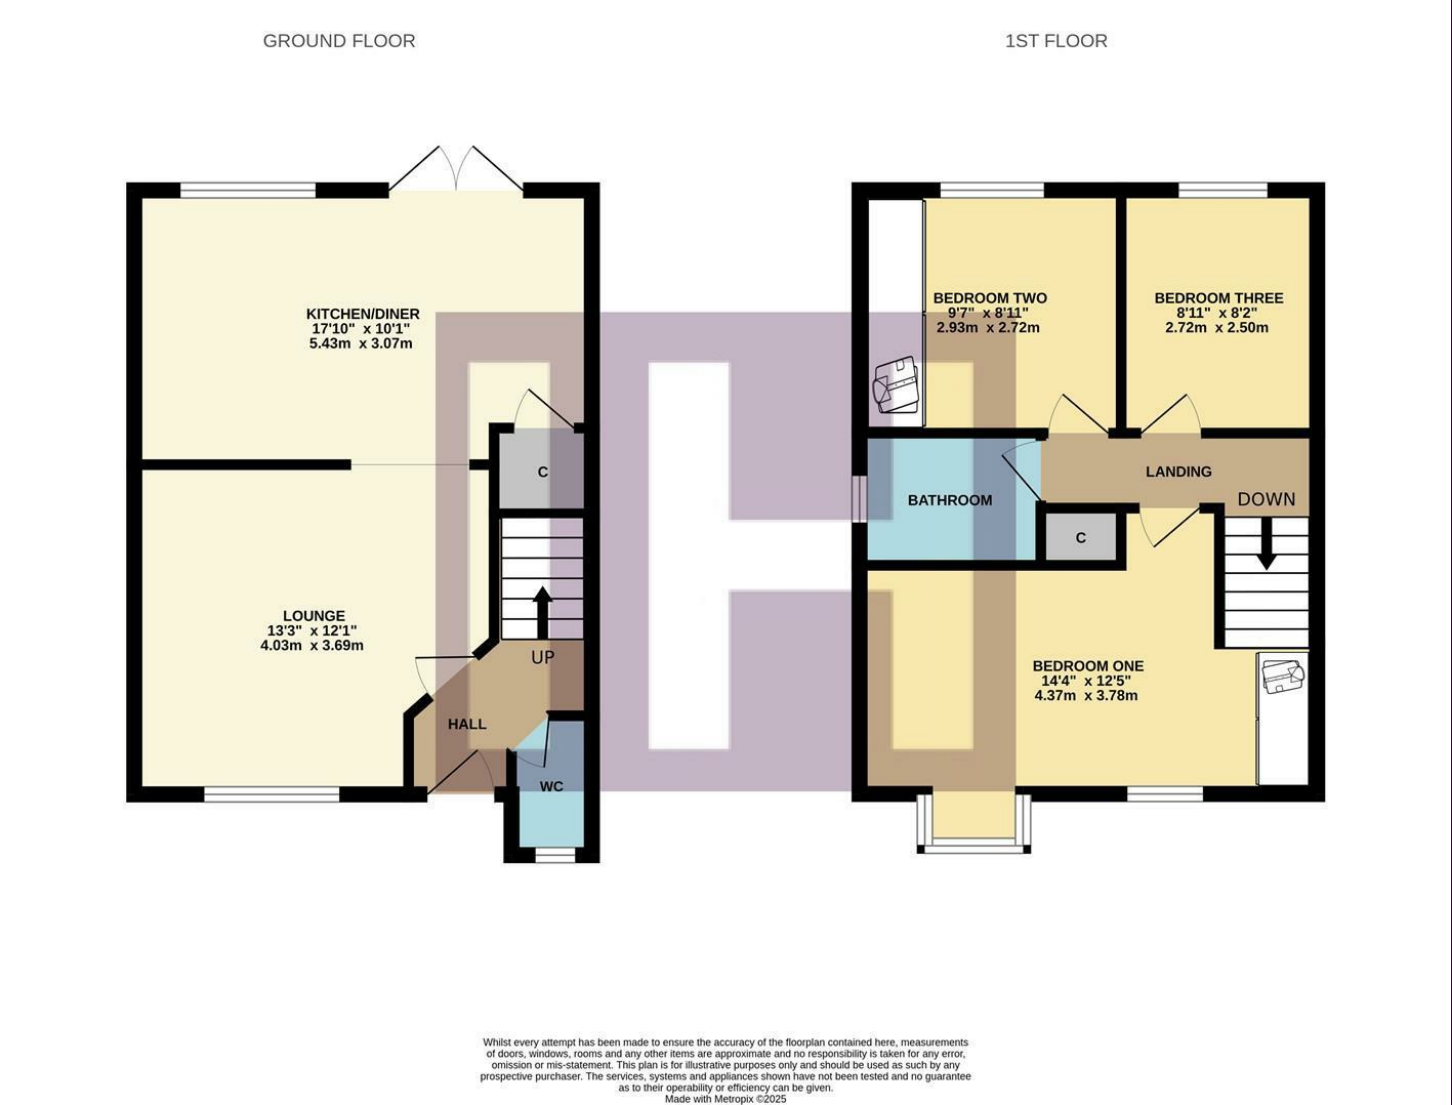 GROUND FLOOR
1ST FLOOR
KITCHEN/DINER
17'10" x 10'1"
5.43m x 3.07m
C
LOUNGE
13'3" x 12'1"
4.03m x 3.69m
UP
HALL
WC
BEDROOM TWO
9'7" x 8'11"
2.93m x 2.72m
BEDROOM THREE
8'11" x 8'2"
2.72m x 2.50m
BATHROOM
LANDING
DOWN
C
BEDROOM ONE
14'4" x 12'5"
4.37m x 3.78m
Whilst every attempt has been made to ensure the accuracy of the floorplan contained here, measurements
of doors, windows, rooms and any other items are approximate and no responsibility is taken for any error,
omission or mis-statement. This plan is for illustrative purposes only and should be used as such by any
prospective purchaser. The services, systems and appliances shown have not been tested and no guarantee
as to their operability or efficiency can be given.
Made with Metropix ©2025